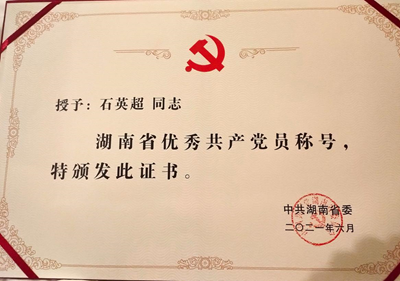 授予：石英超 同志
湖南省优秀共产党员称号，
特颁发此证书。
中共湖南省委
二〇二一年六月